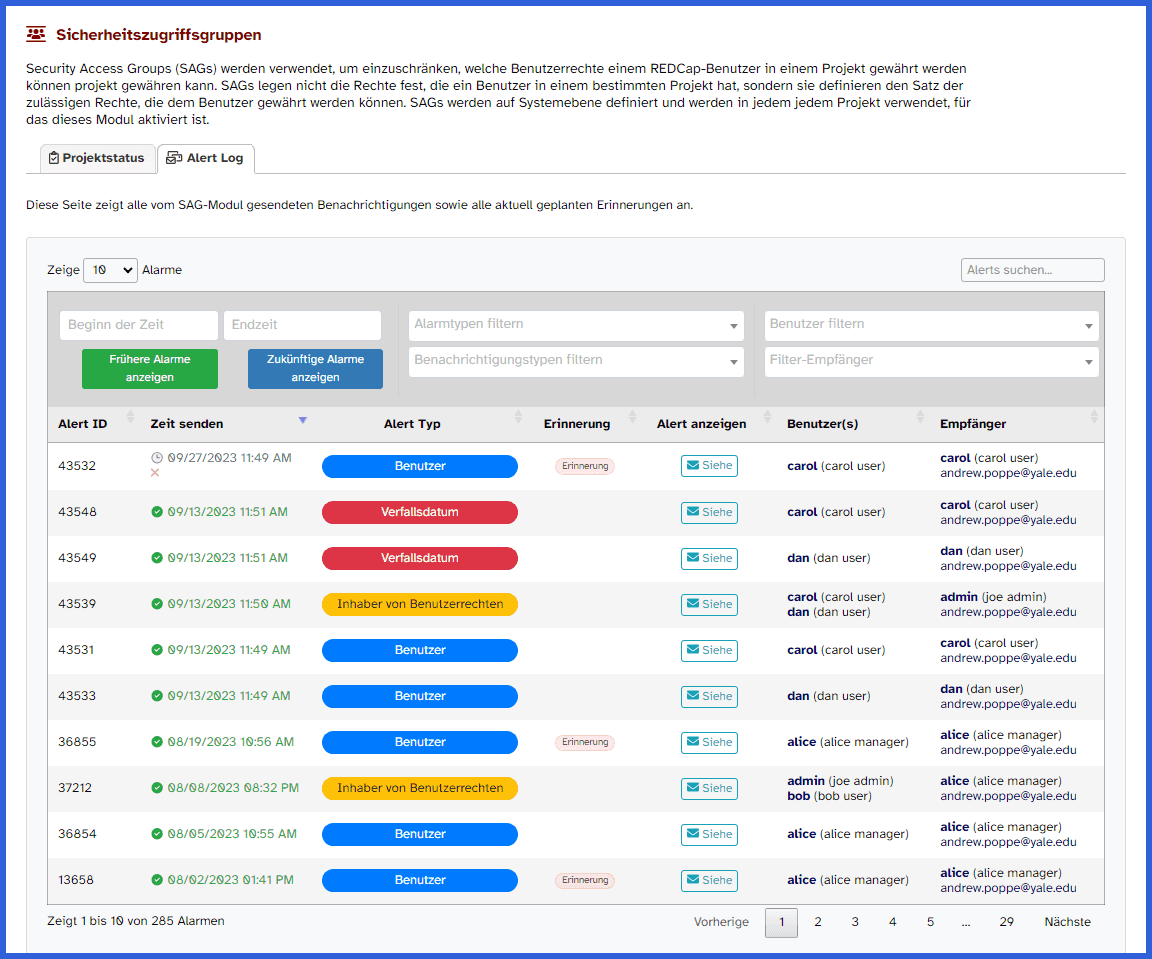 Sicherheitszugriffsgruppen
Security Access Groups (SAGs) werden verwendet, um einzuschränken, welche Benutzerrechte einem REDCap-Benutzer in einem Projekt gewährt werden
können projekt gewähren kann. SAGs legen nicht die Rechte fest, die ein Benutzer in einem bestimmten Projekt hat, sondern sie definieren den Satz der
zulässigen Rechte, die dem Benutzer gewährt werden können. SAGs werden auf Systemebene definiert und werden in jedem jedem Projekt verwendet, für
das dieses Modul aktiviert ist.
Projektstatus Alert Log
Diese Seite zeigt alle vom SAG-Modul gesendeten Benachrichtigungen sowie alle aktuell geplanten Erinnerungen an.
Zeige 10 Alarme Alerts suchen...
Beginn der Zeit Endzeit Alarmtypen filtern Benutzer filtern
Frühere Alarme anzeigen Zukünftige Alarme anzeigen Benachrichtigungstypen filtern Filter-Empfänger
Alert ID Zeit senden Alert Typ Erinnerung Alert anzeigen Benutzer(s) Empfänger
43532 09/27/2023 11:49 AM Benutzer Erinnerung Siehe carol (carol user) carol (carol user)
andrew.poppe@yale.edu
43548 09/13/2023 11:51 AM Verfallsdatum Siehe carol (carol user) carol (carol user)
andrew.poppe@yale.edu
43549 09/13/2023 11:51 AM Verfallsdatum Siehe dan (dan user) dan (dan user)
andrew.poppe@yale.edu
43539 09/13/2023 11:50 AM Inhaber von Benutzerrechten Siehe carol (carol user) admin (joe admin)
dan (dan user) andrew.poppe@yale.edu
43531 09/13/2023 11:49 AM Benutzer Siehe carol (carol user) carol (carol user)
andrew.poppe@yale.edu
43533 09/13/2023 11:49 AM Benutzer Siehe dan (dan user) dan (dan user)
andrew.poppe@yale.edu
36855 08/19/2023 10:56 AM Benutzer Erinnerung Siehe alice (alice manager) alice (alice manager)
andrew.poppe@yale.edu
37212 08/08/2023 08:32 PM Inhaber von Benutzerrechten Siehe admin (joe admin) alice (alice manager)
bob (bob user) andrew.poppe@yale.edu
36854 08/05/2023 10:55 AM Benutzer Siehe alice (alice manager) alice (alice manager)
andrew.poppe@yale.edu
13658 08/02/2023 01:41 PM Benutzer Erinnerung Siehe alice (alice manager) alice (alice manager)
andrew.poppe@yale.edu
Zeigt 1 bis 10 von 285 Alarmen Vorherige 1 2 3 4 5 ... 29 Nächste